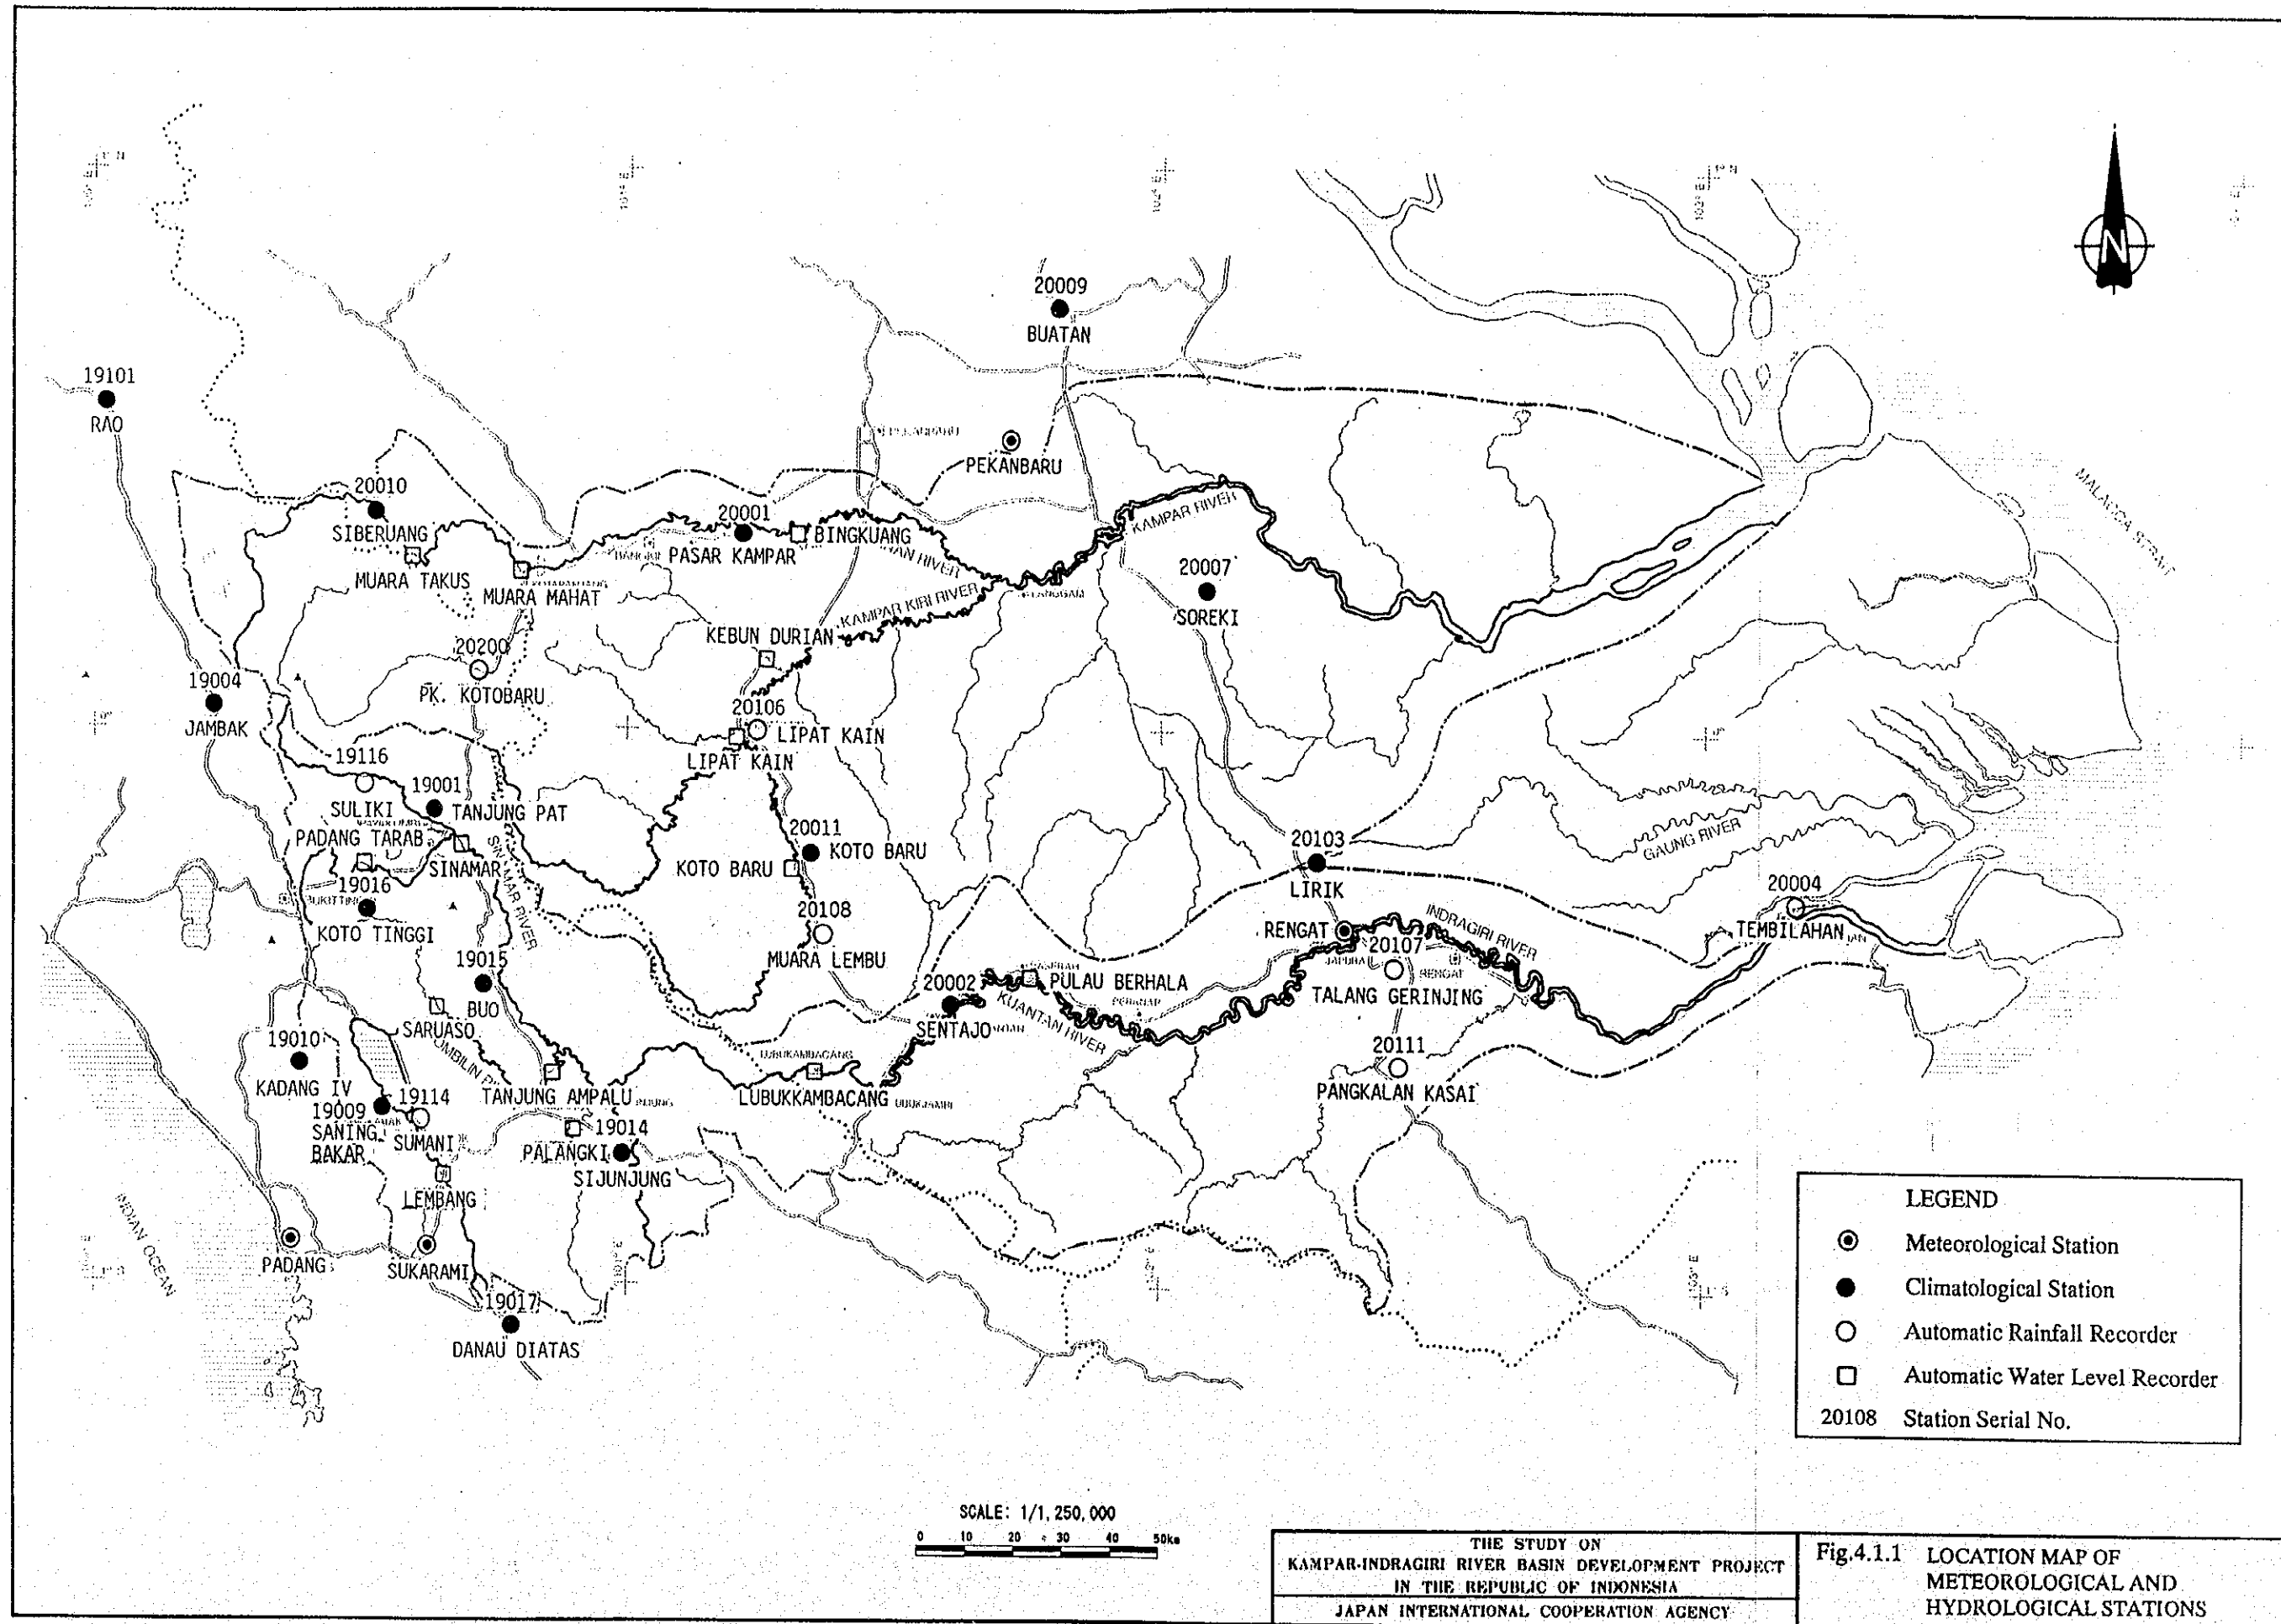 20009
BUATAN
19101
RAO
PEKANBARU
20010
SIBERUANG
MUARA TAKUS
MUARA MAHAT
20001
PASAR KAMPAR
BINGKUANG
KAMPAR RIVER
KAMPAR KIRI RIVER
MALACCA STRAIT
20007
SOREKI
KEBUN DURIAN
20200
PK. KOTOBARU
19004
JAMBAK
20106
LIPAT KAIN
LIPAT KAIN
19116
SULIKI
19001
TANJUNG PAT
PADANG TARAB
SINAMAR
SINAMAR RIVER
19016
KOTO TINGGI
20011
KOTO BARU
KOTO BARU
20108
MUARA LEMBU
20103
LIRIK
GAUNG RIVER
20004
TEMBILAHAN
RENGAT
INDRAGIRI RIVER
20107
TALANG GERINJING
19015
BUO
SARUASO
20002
SENTAJO
PULAU BERHALA
KUANTAN RIVER
LUBUKAMBACANG
19010
KADANG IV
19009
SANING
BAKAR
19114
SUMANI
TANJUNG AMPALU
LUBUKKAMBACANG
20111
PANGKALAN KASAI
19014
PALANGKI
SIJUNJUNG
LEMBANG
INDIAN OCEAN
PADANG
SUKARAMI
19017
DANAU DIATAS
N
LEGEND
Meteorological Station
Climatological Station
Automatic Rainfall Recorder
Automatic Water Level Recorder
20108 Station Serial No.
SCALE: 1/1,250,000
0 10 20 30 40 50km
THE STUDY ON
KAMPAR-INDRAGIRI RIVER BASIN DEVELOPMENT PROJECT
IN THE REPUBLIC OF INDONESIA
JAPAN INTERNATIONAL COOPERATION AGENCY
Fig.4.1.1 LOCATION MAP OF
METEOROLOGICAL AND
HYDROLOGICAL STATIONS